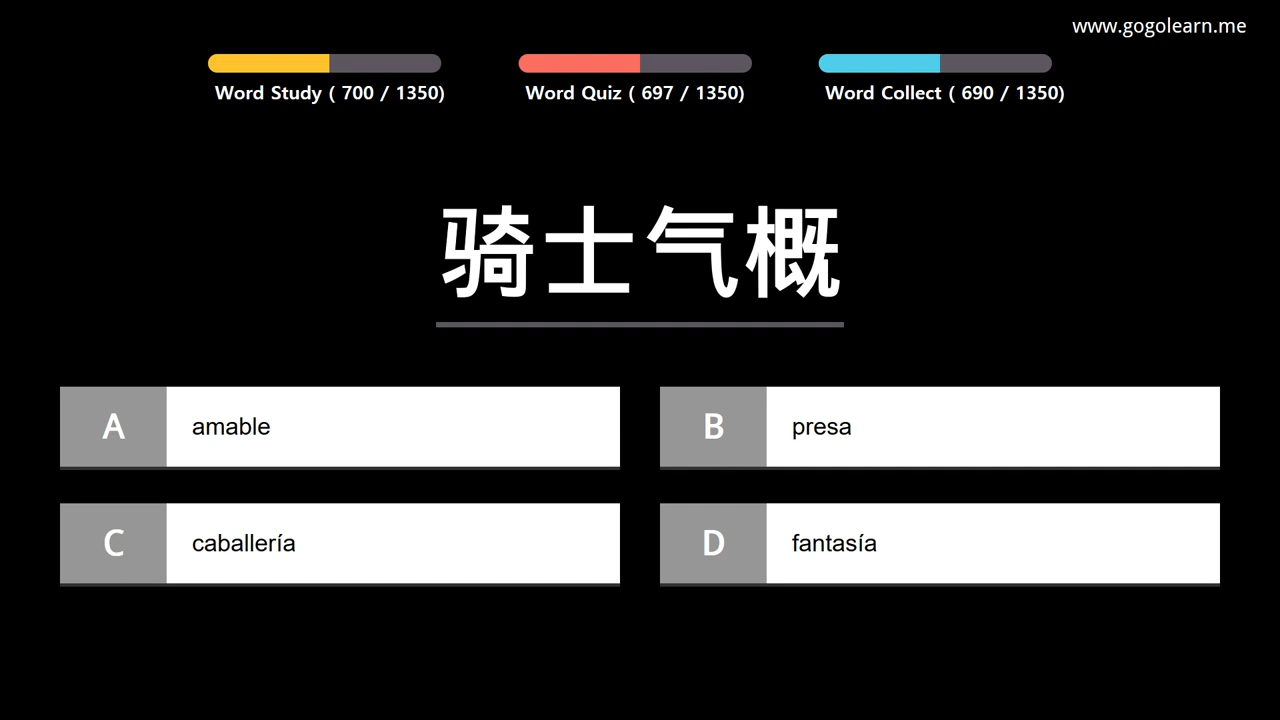 www.gogolearn.me
Word Study ( 700 / 1350)
Word Quiz ( 697 / 1350)
Word Collect ( 690 / 1350)
骑士气概
A amable
B presa
C caballería
D fantasía